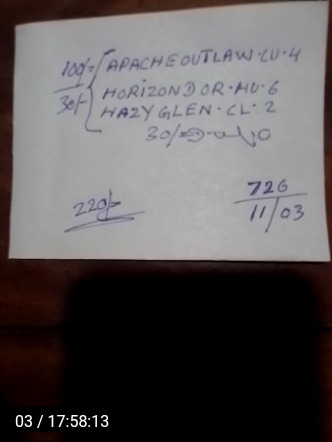 100/= APACHE OUTLAW·LU·4
30/- HORIZON DOR·HU·6
HAZY GLEN·CL·2
30/=
220/=
726
11/03
03 / 17:58:13